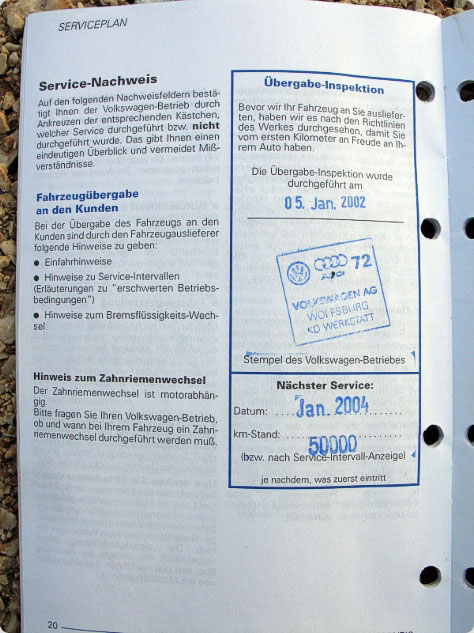 SERVICEPLAN
Service-Nachweis
Auf den folgenden Nachweisfeldern bestä-
tigt Ihnen der Volkswagen-Betrieb durch
Ankreuzen der entsprechenden Kästchen,
welcher Service durchgeführt bzw. nicht
durchgeführt wurde. Das gibt Ihnen einen
eindeutigen Überblick und vermeidet Miß-
verständnisse.
Fahrzeugübergabe
an den Kunden
Bei der Übergabe des Fahrzeugs an den
Kunden sind durch den Fahrzeugauslieferer
folgende Hinweise zu geben:
● Einfahrhinweise
● Hinweise zu Service-Intervallen
(Erläuterungen zu "erschwerten Betriebs-
bedingungen")
● Hinweise zum Bremsflüssigkeits-Wech-
sel
Hinweis zum Zahnriemenwechsel
Der Zahnriemenwechsel ist motorabhän-
gig.
Bitte fragen Sie Ihren Volkswagen-Betrieb,
ob und wann bei Ihrem Fahrzeug ein Zahn-
riemenwechsel durchgeführt werden muß.
Übergabe-Inspektion
Bevor wir Ihr Fahrzeug an Sie ausliefer-
ten, haben wir es nach den Richtlinien
des Werkes durchgesehen, damit Sie
vom ersten Kilometer an Freude an Ih-
rem Auto haben.
Die Übergabe-Inspektion wurde
durchgeführt am
05. Jan. 2002
Audi 72
VOLKSWAGEN AG
WOLFSBURG
KD WERKSTATT
Stempel des Volkswagen-Betriebes
Nächster Service:
Datum: Jan. 2004
km-Stand: 50000
(bzw. nach Service-Intervall-Anzeige)
je nachdem, was zuerst eintritt
20